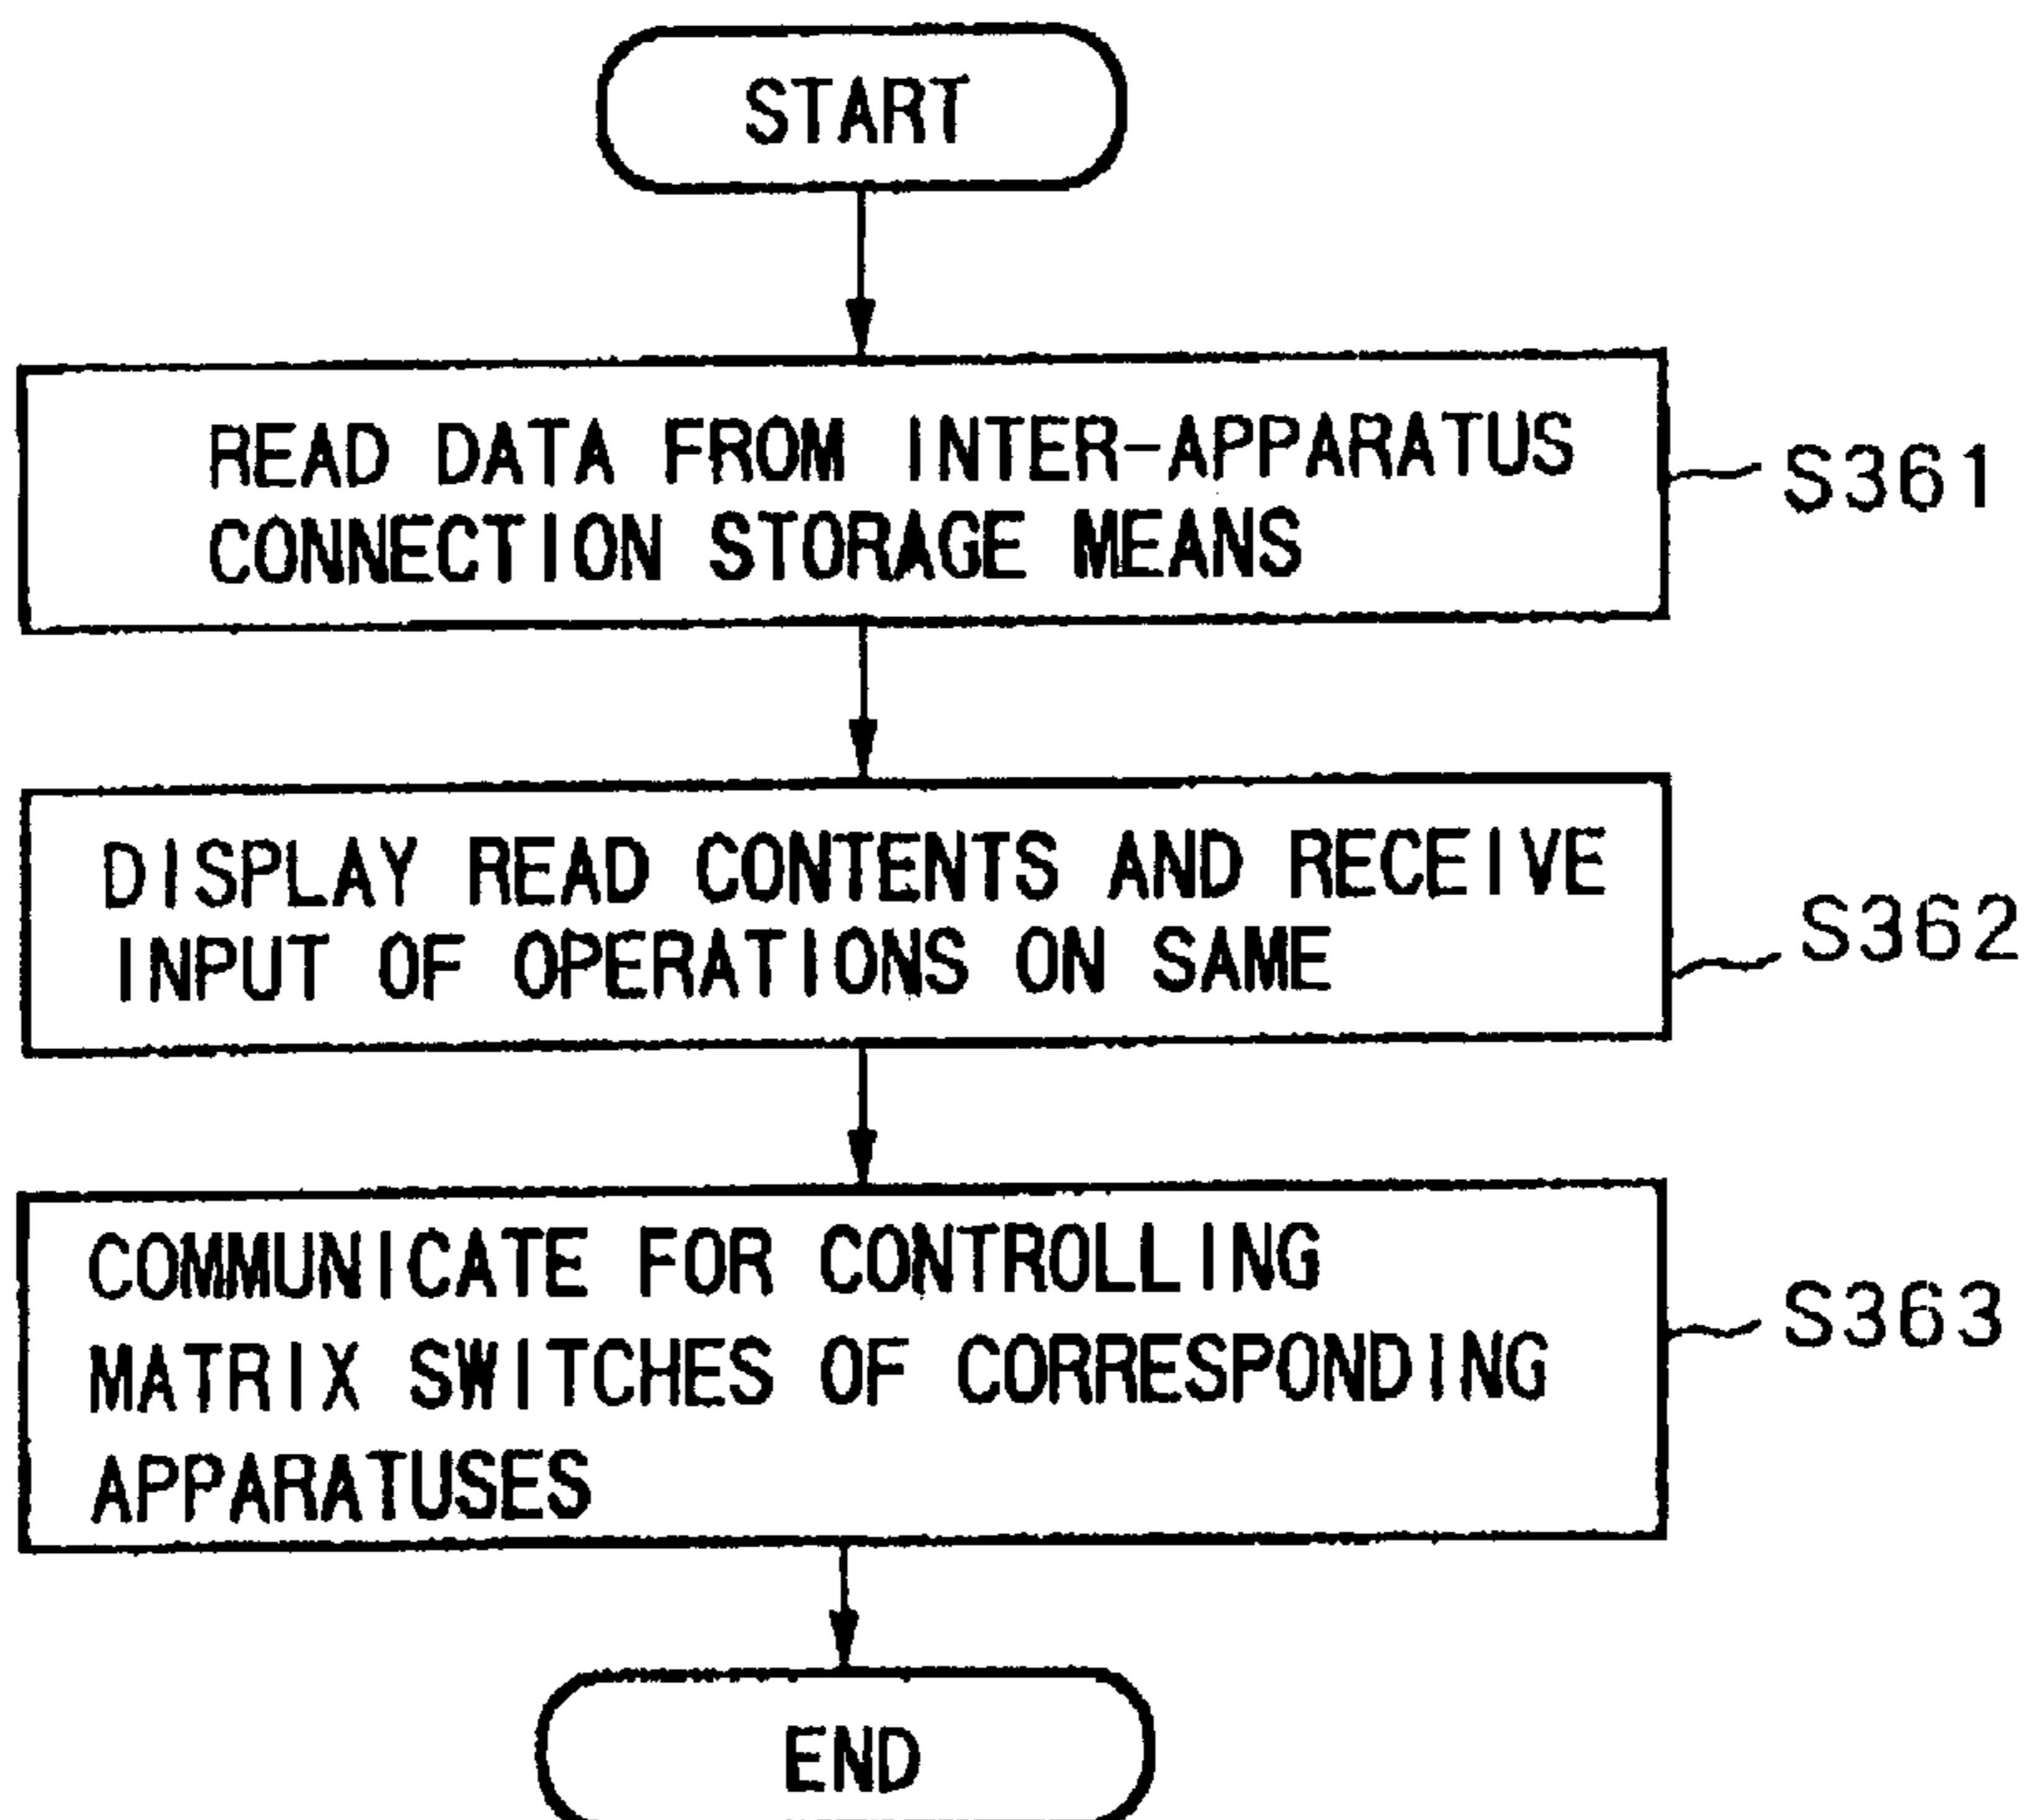 START
READ DATA FROM INTER-APPARATUS
CONNECTION STORAGE MEANS
S361
DISPLAY READ CONTENTS AND RECEIVE
INPUT OF OPERATIONS ON SAME
S362
COMMUNICATE FOR CONTROLLING
MATRIX SWITCHES OF CORRESPONDING
APPARATUSES
S363
END